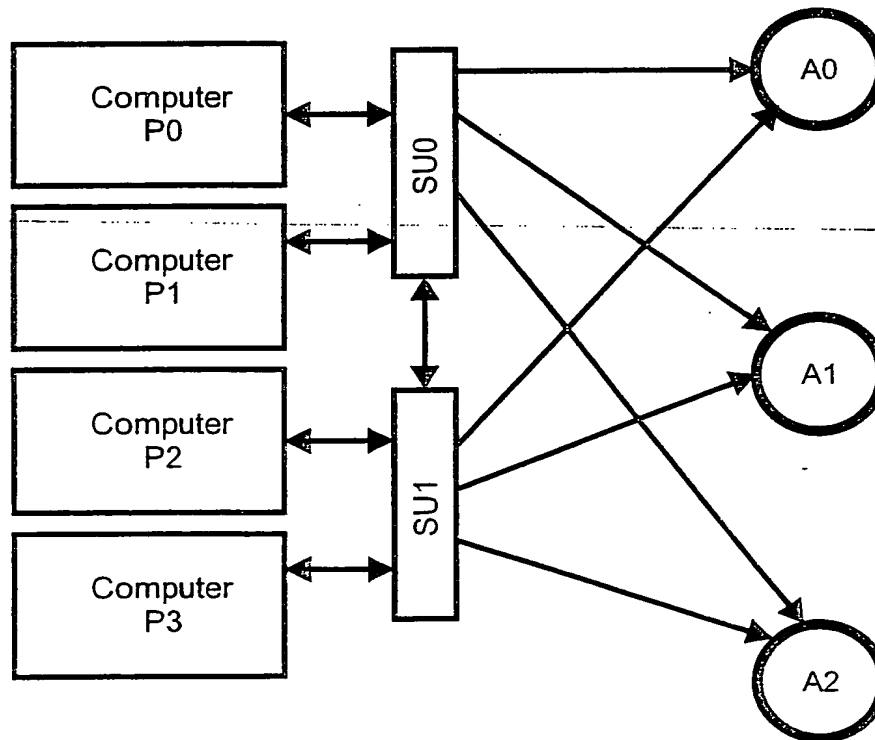 Computer
P0
Computer
P1
Computer
P2
Computer
P3
SU0
SU1
A0
A1
A2